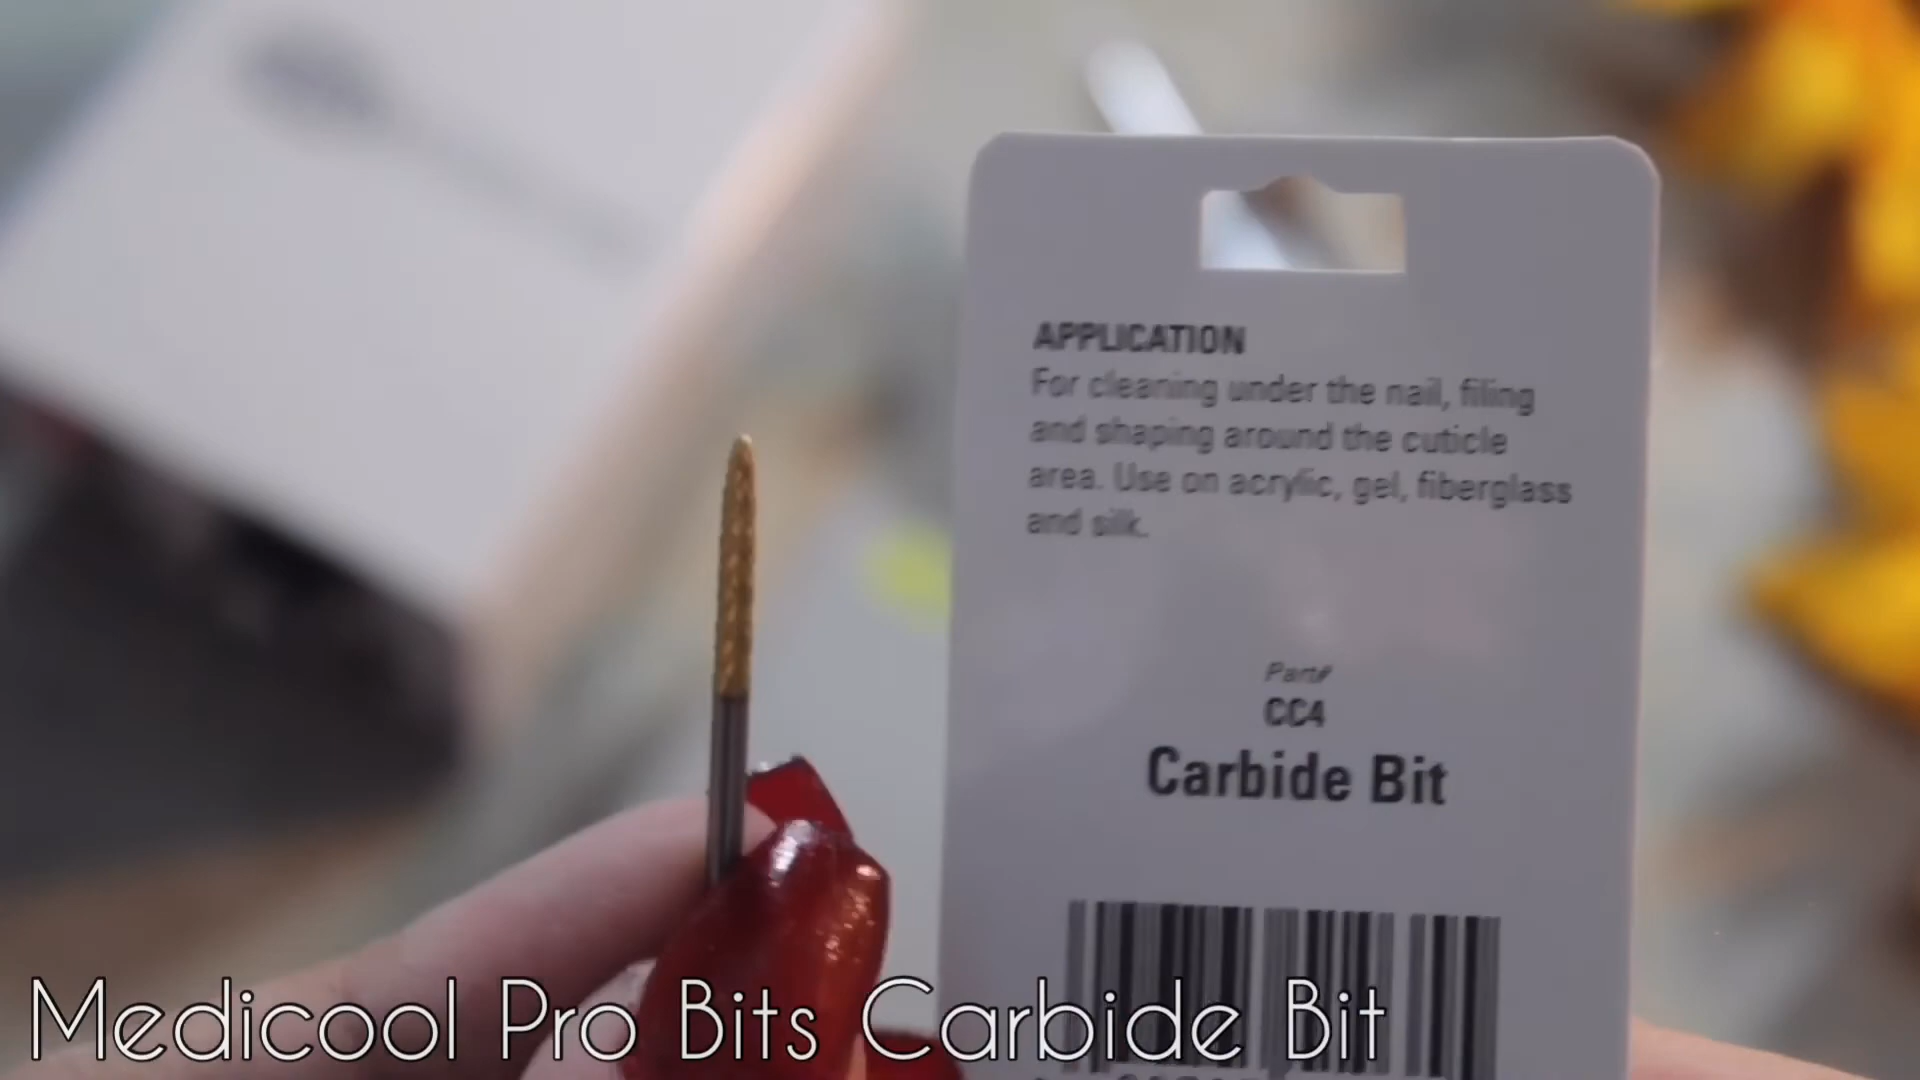 APPLICATION
For cleaning under the nail, filing
and shaping around the cuticle
area. Use on acrylic, gel, fiberglass
and silk.
Part#
CC4
Carbide Bit
Medicool Pro Bits Carbide Bit